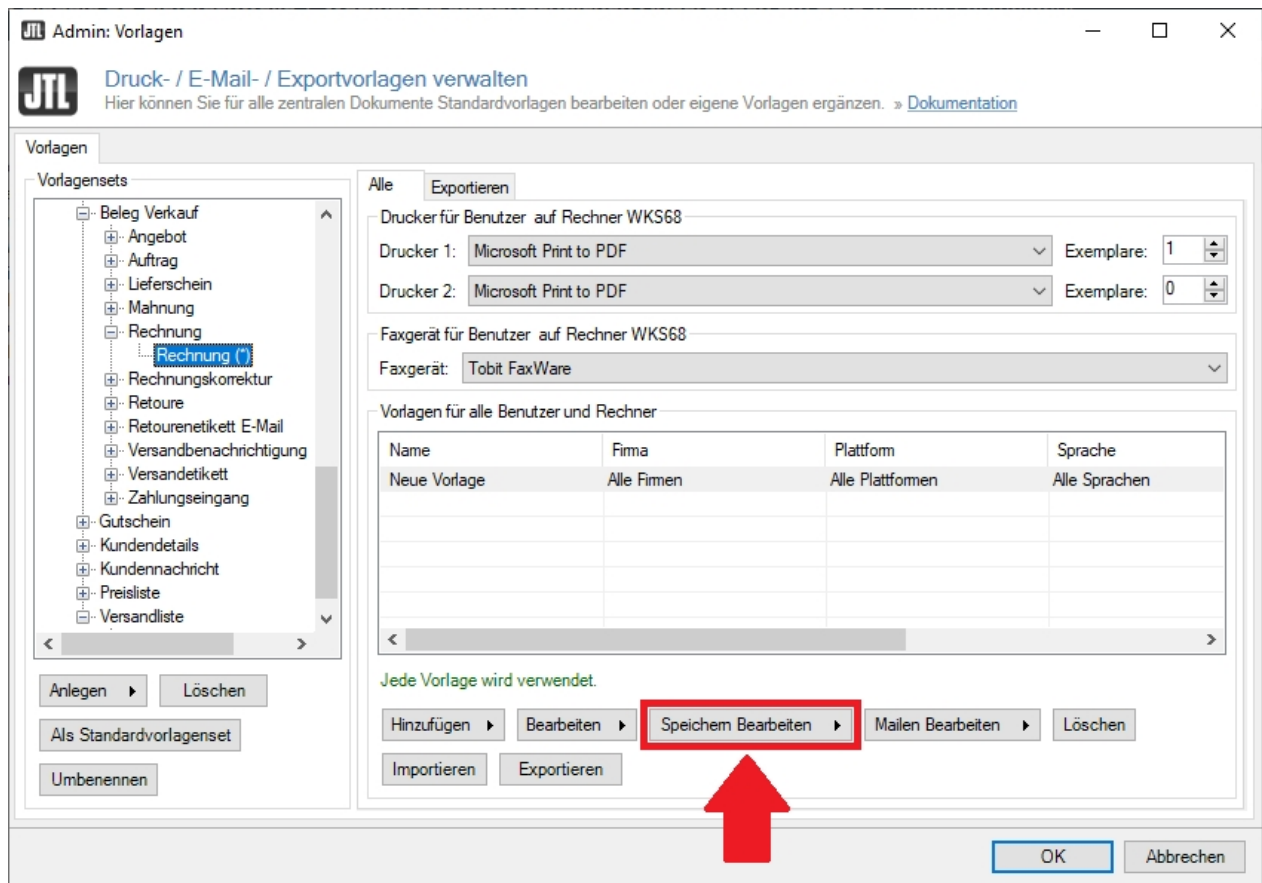 JTL Admin: Vorlagen
JTL
Druck- / E-Mail- / Exportvorlagen verwalten
Hier können Sie für alle zentralen Dokumente Standardvorlagen bearbeiten oder eigene Vorlagen ergänzen. » Dokumentation
Vorlagen
Vorlagensets
Beleg Verkauf
Angebot
Auftrag
Lieferschein
Mahnung
Rechnung
Rechnung (*)
Rechnungskorrektur
Retoure
Retourenetikett E-Mail
Versandbenachrichtigung
Versandetikett
Zahlungseingang
Gutschein
Kundendetails
Kundennachricht
Preisliste
Versandliste
Anlegen Löschen
Als Standardvorlagenset
Umbenennen
Alle Exportieren
Drucker für Benutzer auf Rechner WKS68
Drucker 1: Microsoft Print to PDF Exemplare: 1
Drucker 2: Microsoft Print to PDF Exemplare: 0
Faxgerät für Benutzer auf Rechner WKS68
Faxgerät: Tobit FaxWare
Vorlagen für alle Benutzer und Rechner
Name Firma Plattform Sprache
Neue Vorlage Alle Firmen Alle Plattformen Alle Sprachen
Jede Vorlage wird verwendet.
Hinzufügen Bearbeiten Speichern Bearbeiten Mailen Bearbeiten Löschen
Importieren Exportieren
OK Abbrechen